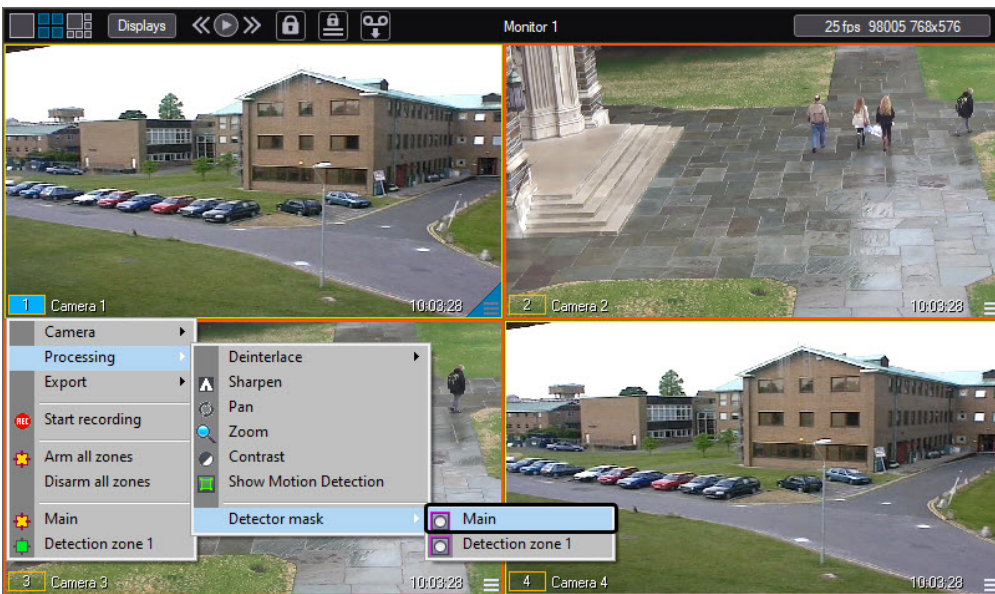 Displays
Monitor 1
25 fps 98005 768x576
1 Camera 1 10:03:28
2 Camera 2 10:03:28
Camera
Processing
Export
REC Start recording
Arm all zones
Disarm all zones
Main
Detection zone 1
Deinterlace
Sharpen
Pan
Zoom
Contrast
Show Motion Detection
Detector mask
Main
Detection zone 1
3 Camera 3 10:03:28
4 Camera 4 10:03:28